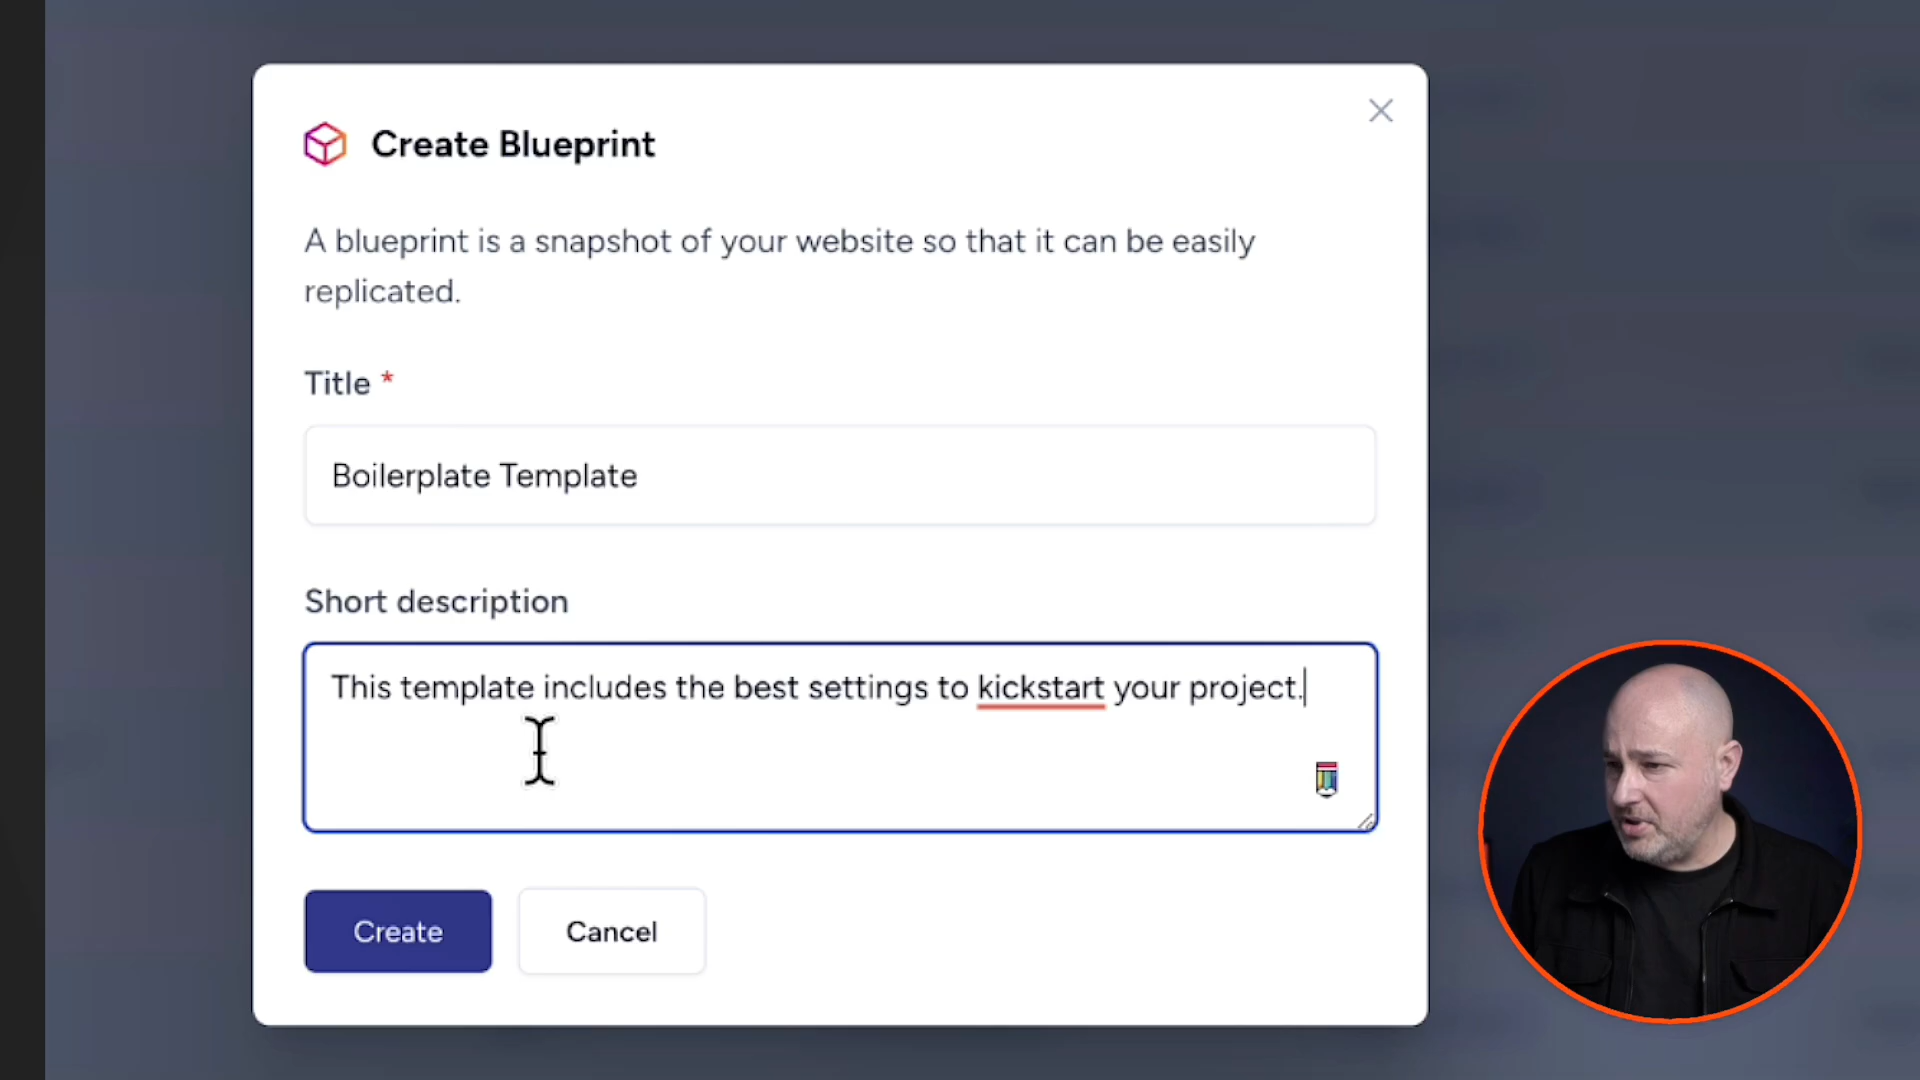 Create Blueprint
A blueprint is a snapshot of your website so that it can be easily
replicated.
Title *
Boilerplate Template
Short description
This template includes the best settings to kickstart your project.
Create
Cancel